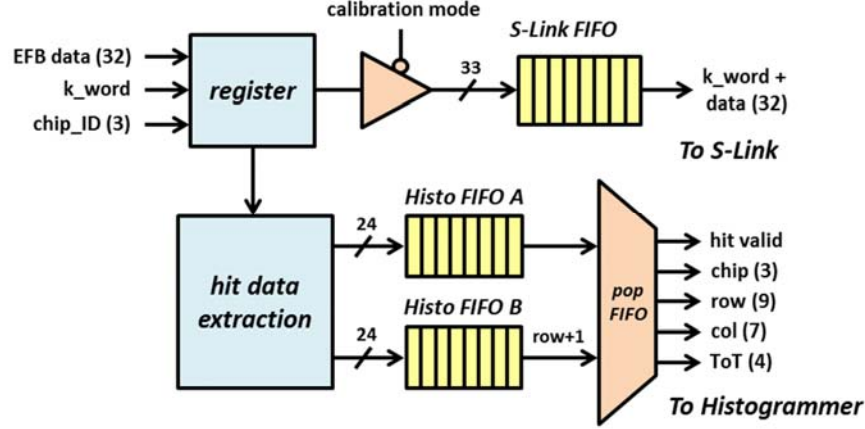 calibration mode
S-Link FIFO
EFB data (32)
k_word
chip_ID (3)
register
33
k_word +
data (32)
To S-Link
Histo FIFO A
24
hit data
extraction
Histo FIFO B
24
row+1
pop
FIFO
hit valid
chip (3)
row (9)
col (7)
ToT (4)
To Histogrammer